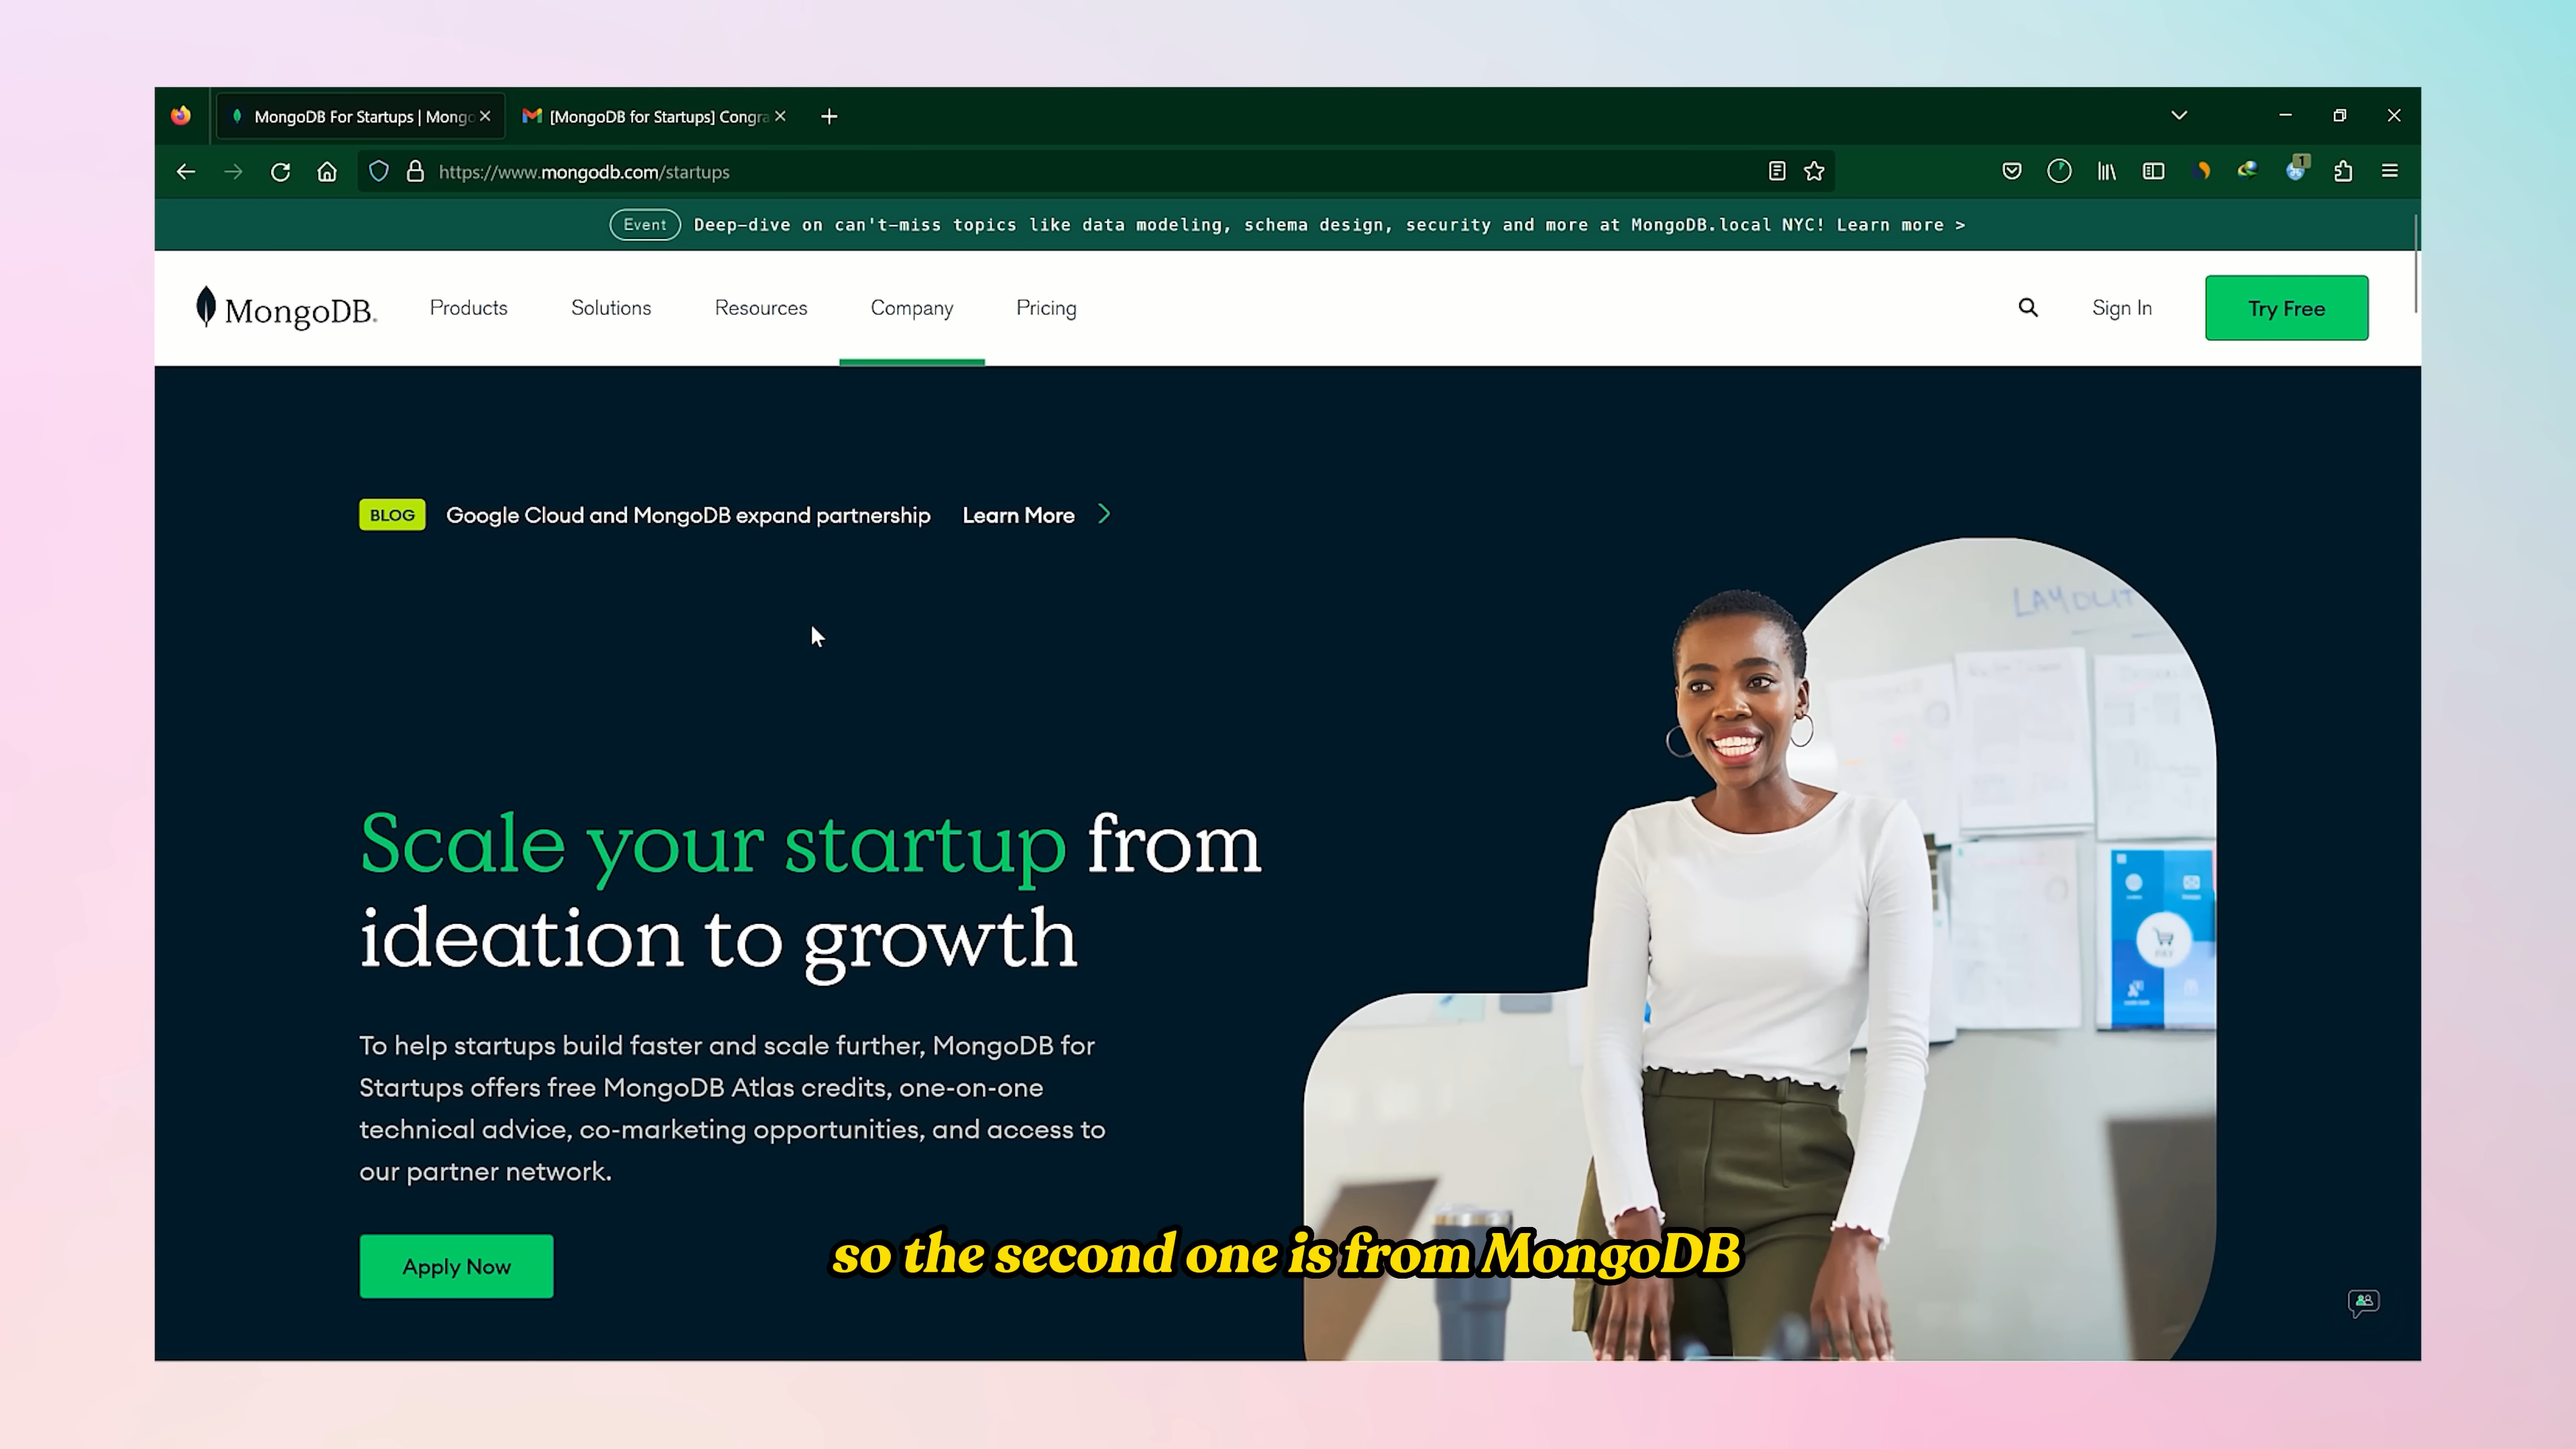 MongoDB For Startups | Mongo
[MongoDB for Startups] Congra
https://www.mongodb.com/startups
1
Event Deep-dive on can't-miss topics like data modeling, schema design, security and more at MongoDB.local NYC! Learn more >
MongoDB.
Products Solutions Resources Company Pricing
Sign In
Try Free
BLOG Google Cloud and MongoDB expand partnership Learn More
LAYOUT
Scale your startup from
ideation to growth
PAY
To help startups build faster and scale further, MongoDB for
Startups offers free MongoDB Atlas credits, one-on-one
technical advice, co-marketing opportunities, and access to
our partner network.
so the second one is from MongoDB
Apply Now